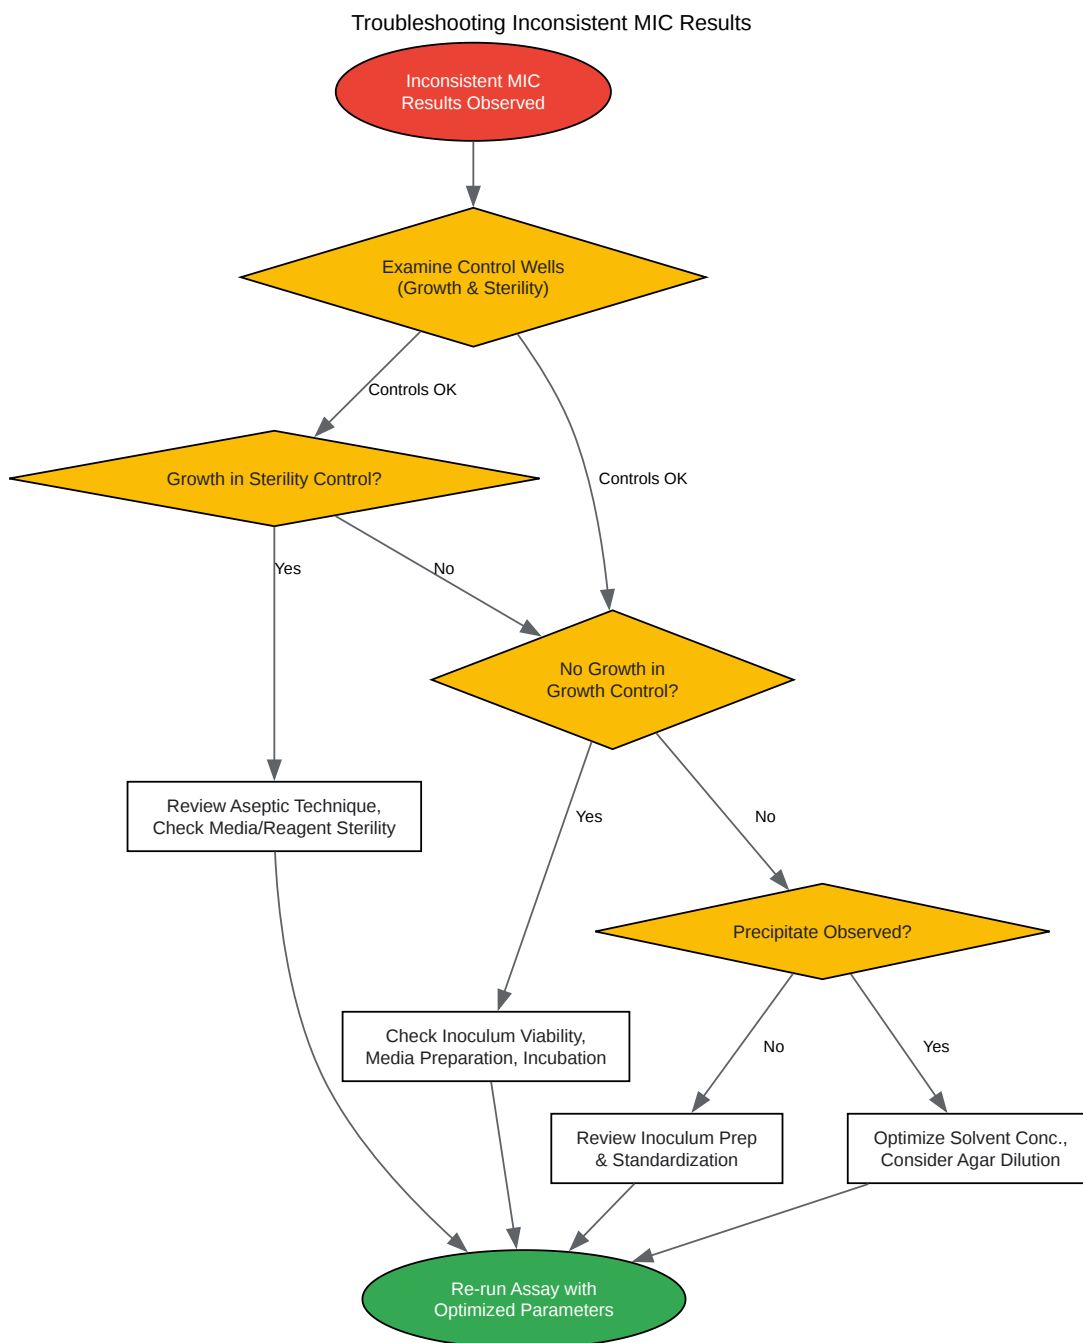 Troubleshooting Inconsistent MIC Results
Inconsistent MIC
Results Observed
Examine Control Wells
(Growth & Sterility)
Controls OK
Controls OK
Growth in Sterility Control?
Yes
No
No Growth in
Growth Control?
Review Aseptic Technique,
Check Media/Reagent Sterility
Yes
No
Precipitate Observed?
Check Inoculum Viability,
Media Preparation, Incubation
No
Yes
Review Inoculum Prep
& Standardization
Optimize Solvent Conc.,
Consider Agar Dilution
Re-run Assay with
Optimized Parameters